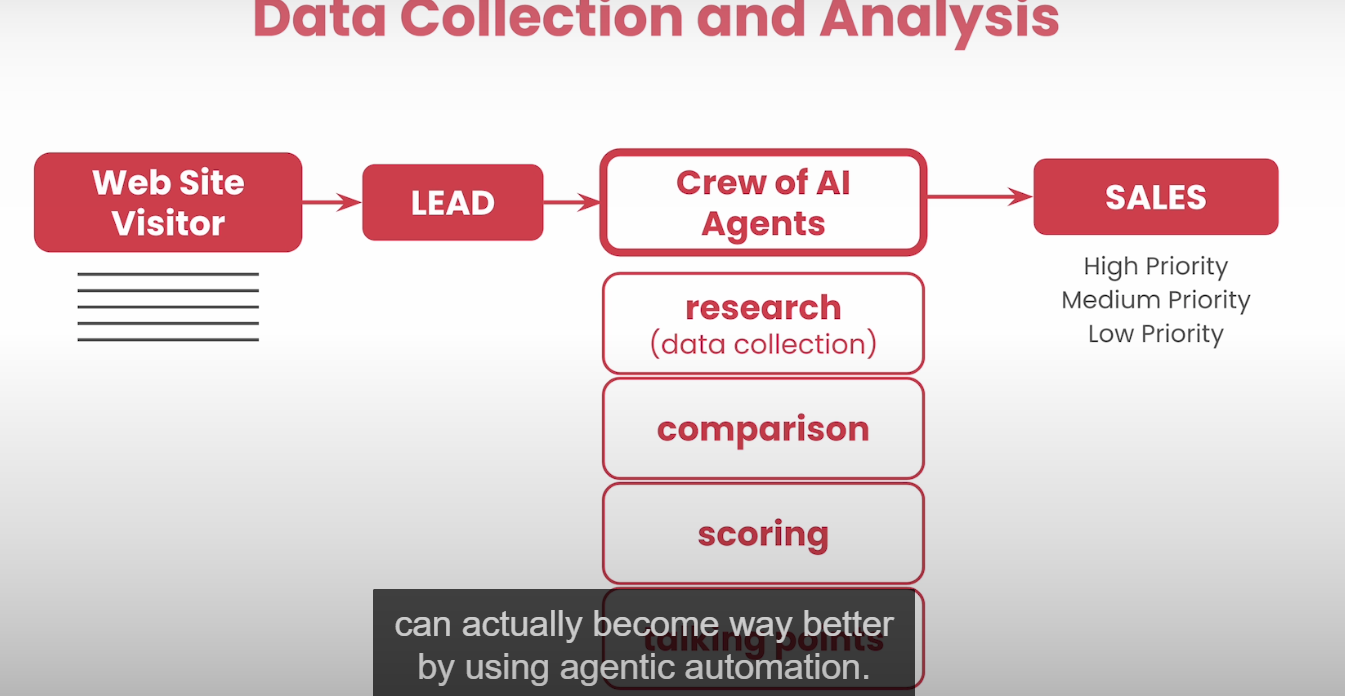 Data Collection and Analysis
Web Site
Visitor
LEAD
Crew of AI
Agents
SALES
High Priority
Medium Priority
Low Priority
research
(data collection)
comparison
scoring
talking points
can actually become way better
by using agentic automation.